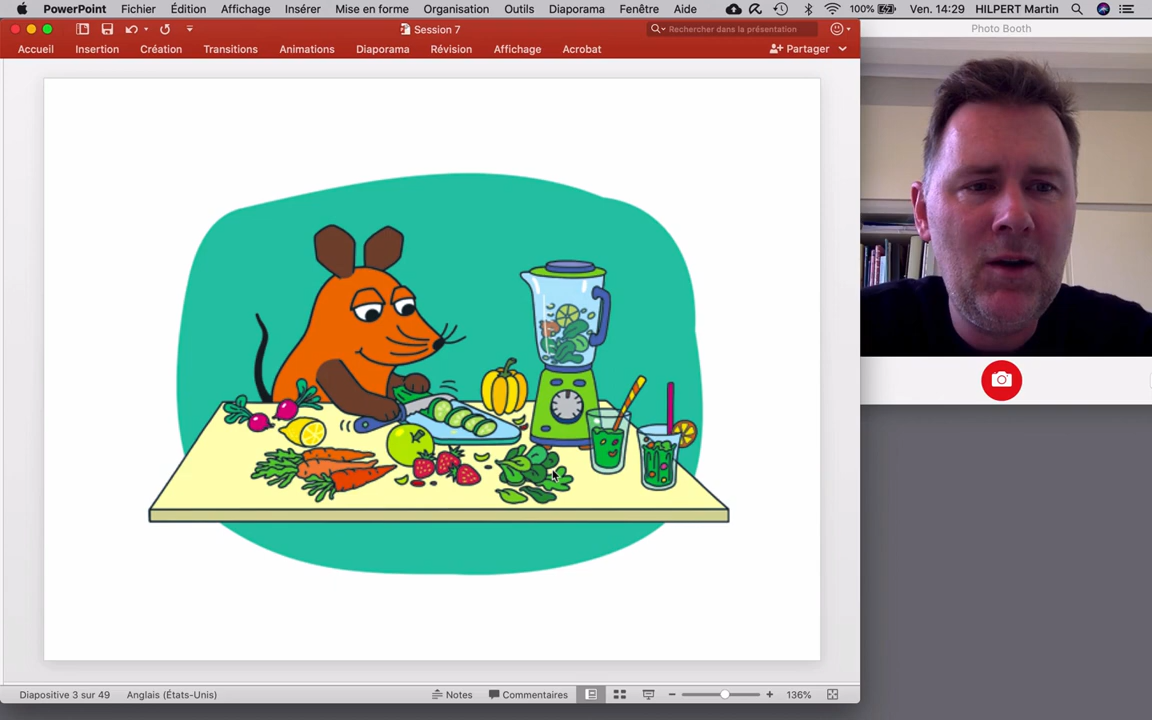 PowerPoint Fichier Édition Affichage Insérer Mise en forme Organisation Outils Diaporama Fenêtre Aide 100% Ven. 14:29 HILPERT Martin
Session 7
Rechercher dans la présentation
Photo Booth
Accueil Insertion Création Transitions Animations Diaporama Révision Affichage Acrobat Partager
Diapositive 3 sur 49 Anglais (États-Unis) Notes Commentaires 136%